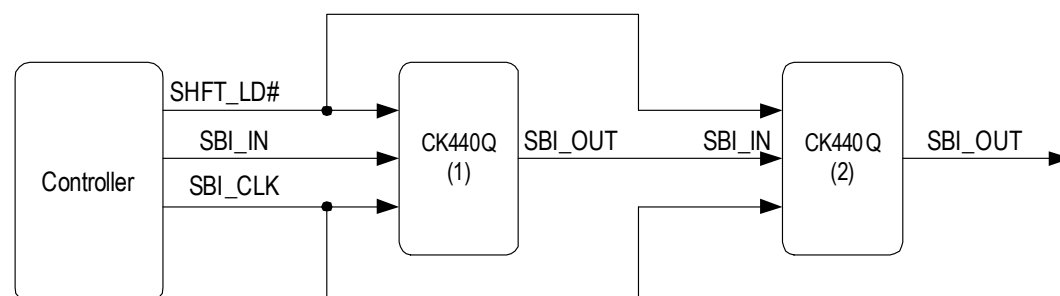 SHFT_LD#
SBI_IN
SBI_CLK
Controller
CK440Q
(1)
SBI_OUT
SBI_IN
CK440Q
(2)
SBI_OUT